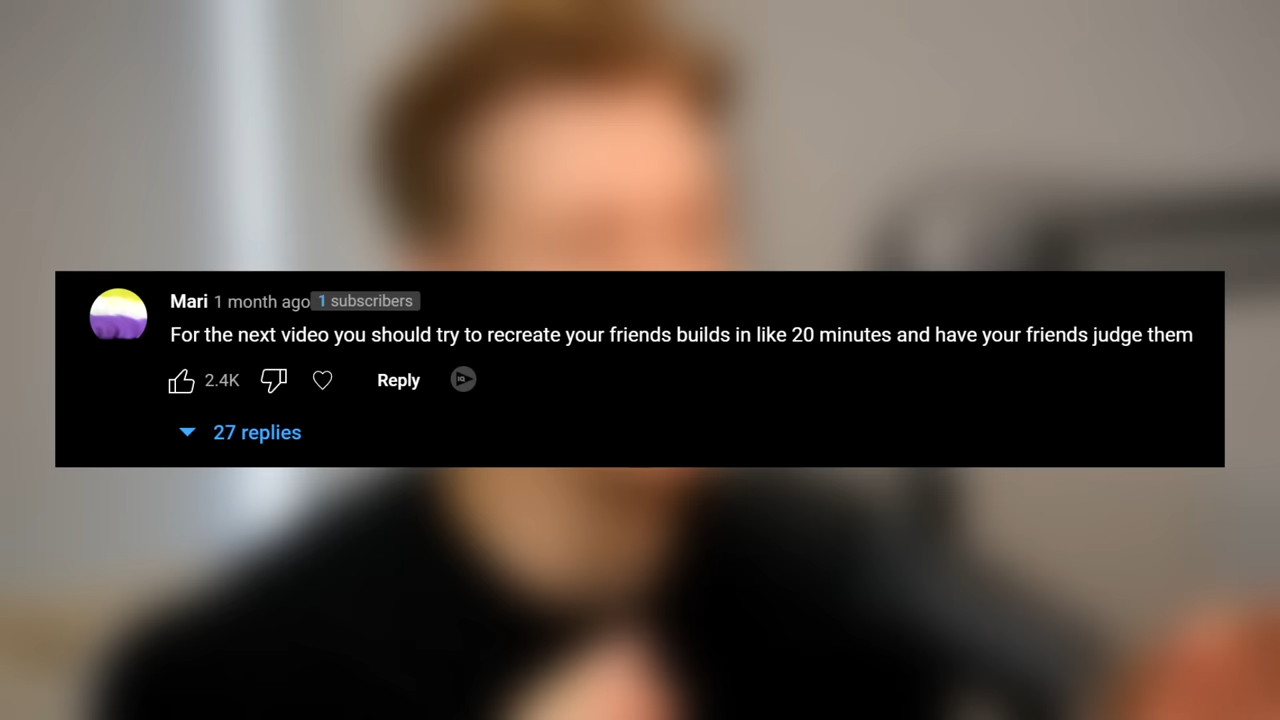 Mari 1 month ago 1 subscribers
For the next video you should try to recreate your friends builds in like 20 minutes and have your friends judge them
2.4K Reply IQ
27 replies